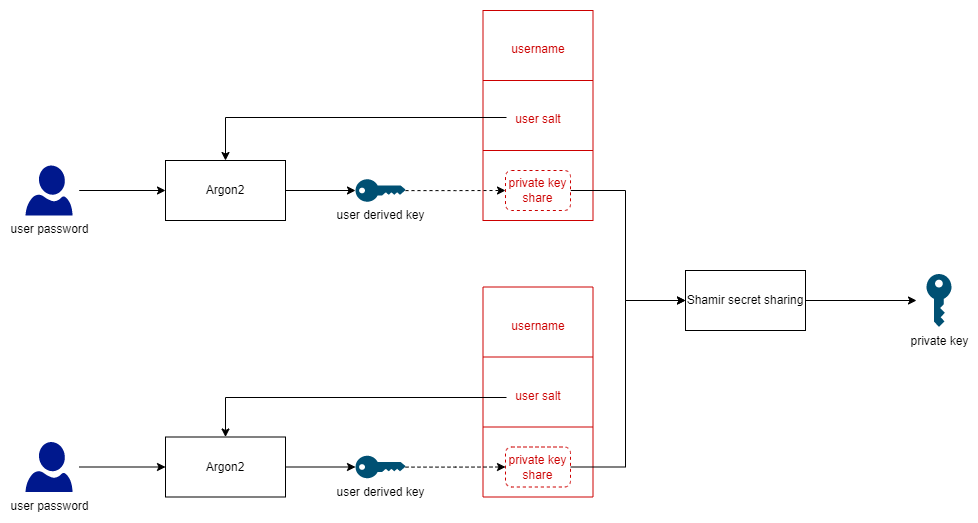 username
user salt
private key
share
Argon2
user password
user derived key
Shamir secret sharing
private key
username
user salt
private key
share
Argon2
user password
user derived key